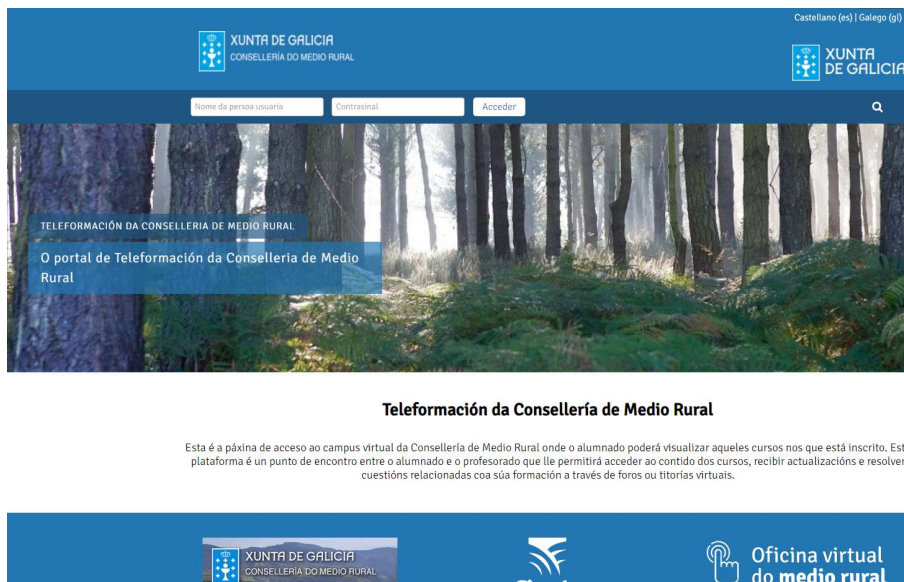 Castellano (es) | Galego (gl)
XUNTA DE GALICIA
CONSELLERÍA DO MEDIO RURAL
XUNTA
DE GALICIA
Nome da persoa usuaria
Contrasinal
Acceder
TELEFORMACIÓN DA CONSELLERIA DE MEDIO RURAL
O portal de Teleformación da Conselleria de Medio
Rural
Teleformación da Consellería de Medio Rural
Esta é a páxina de acceso ao campus virtual da Consellería de Medio Rural onde o alumnado poderá visualizar aqueles cursos nos que está inscrito. Est
plataforma é un punto de encontro entre o alumnado e o profesorado que lle permitirá acceder ao contido dos cursos, recibir actualizacións e resolver
cuestións relacionadas coa súa formación a través de foros ou titorías virtuais.
XUNTA DE GALICIA
CONSELLERÍA DO MEDIO RURAL
Oficina virtual
do medio rural